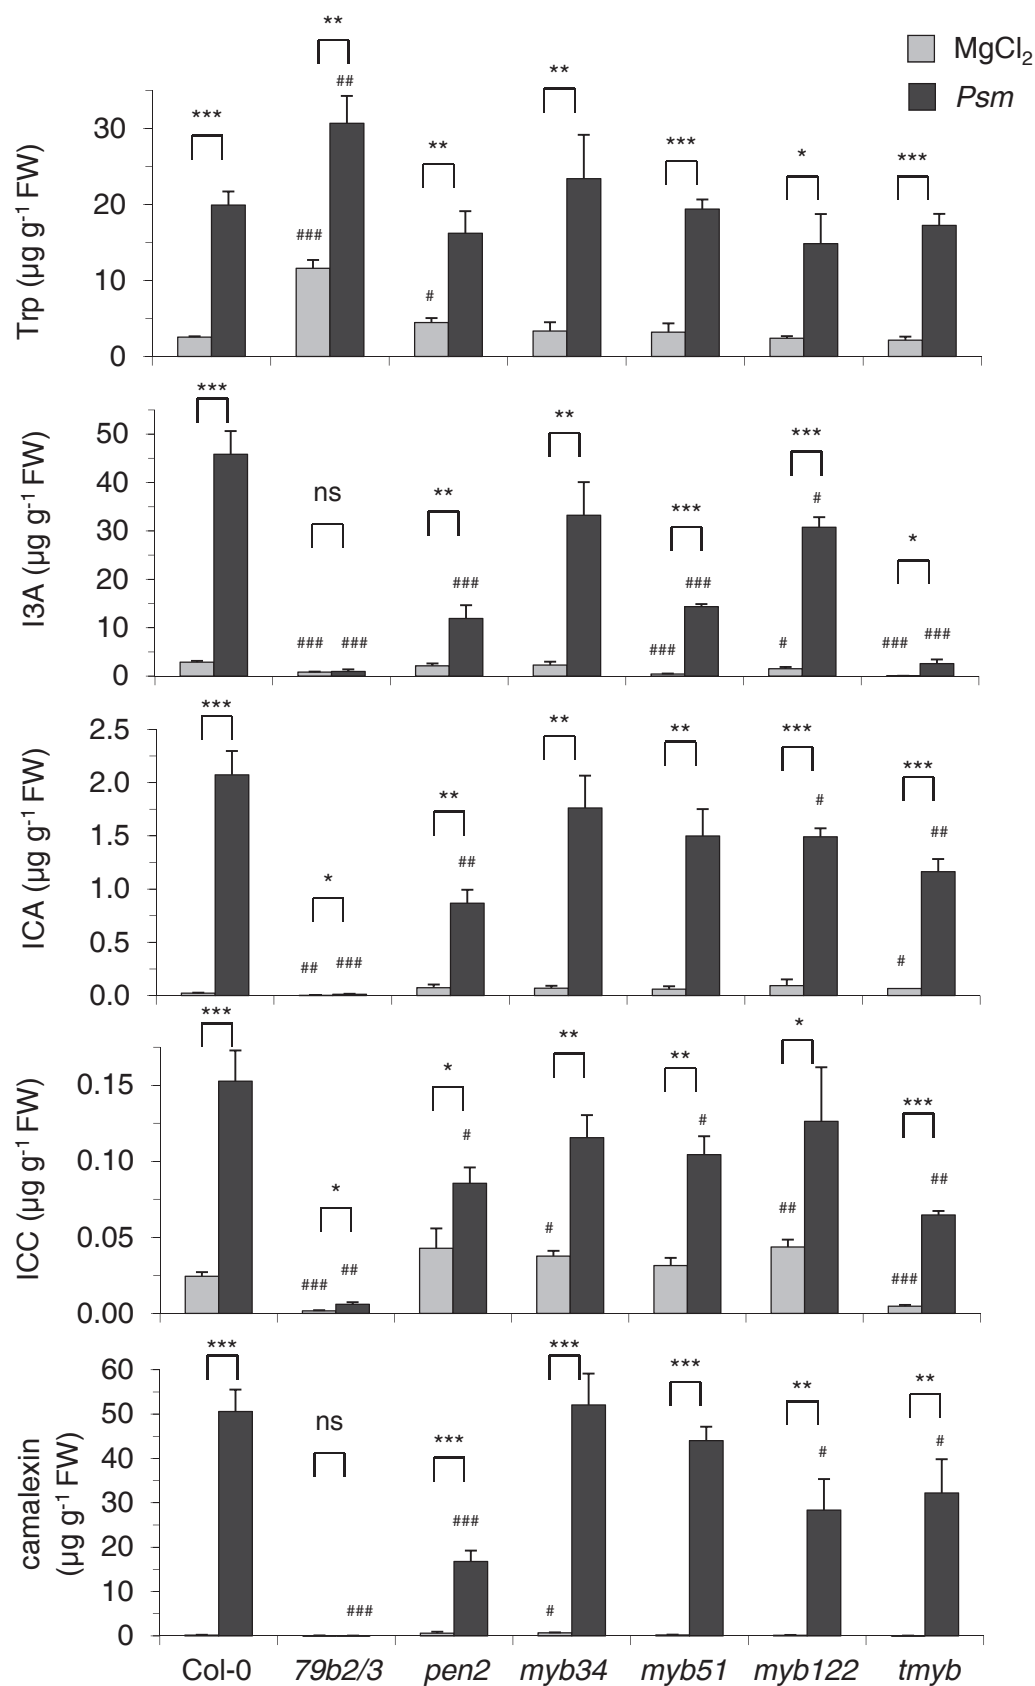 MgCl2
Psm
**
## **
*** ** *** * ***
30
###
20
#
10
0
Trp (µg g-1 FW)
***
50
** ***
40
ns ** *** #
30
*
20
### ###
10
### ### ### # ### ###
0
I3A (µg g-1 FW)
***
2.5
** ** *** ***
2.0
** # ##
1.5
* ##
1.0
0.5
## ### #
0.0
ICA (µg g-1 FW)
***
** ** *
0.15
* # ***
0.10
* # ## ##
0.05
### ## ###
0.00
ICC (µg g-1 FW)
*** ***
60
*** ** **
50
ns *** # #
40
30
###
20
10
### #
0
camalexin
(µg g-1 FW)
Col-0 79b2/3 pen2 myb34 myb51 myb122 tmyb